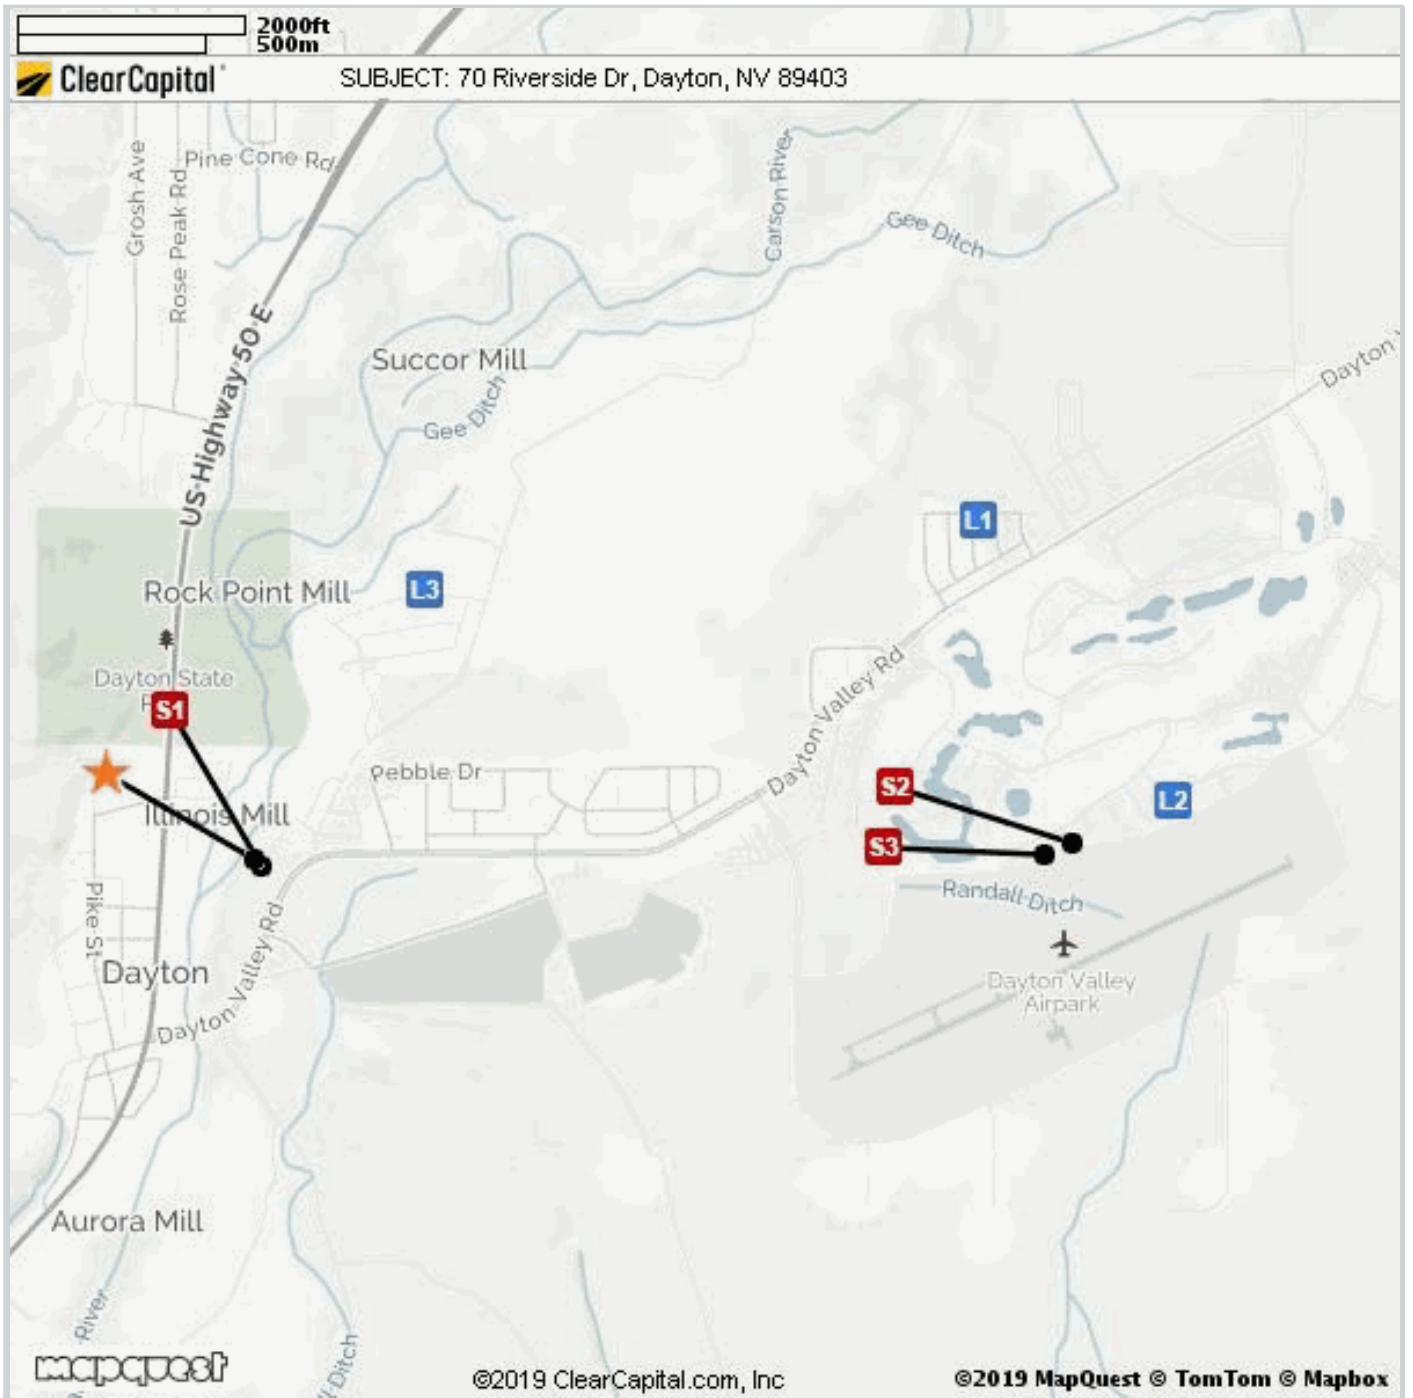 2000ft
500m
ClearCapital
SUBJECT: 70 Riverside Dr, Dayton, NV 89403
Grosh Ave
Rose Peak Rd
Pine Cone Rd
Carson River
Gee Ditch
US Highway 50 E
Succor Mill
Gee Ditch
Dayton
L1
Rock Point Mill
L3
Dayton State
S1
Dayton Valley Rd
Pebble Dr
S2
L2
Illinois Mill
S3
Randall Ditch
Pike St
Dayton
Dayton Valley Rd
Dayton Valley
Airpark
Aurora Mill
River
Ditch
mapquest
©2019 ClearCapital.com, Inc
©2019 MapQuest © TomTom © Mapbox